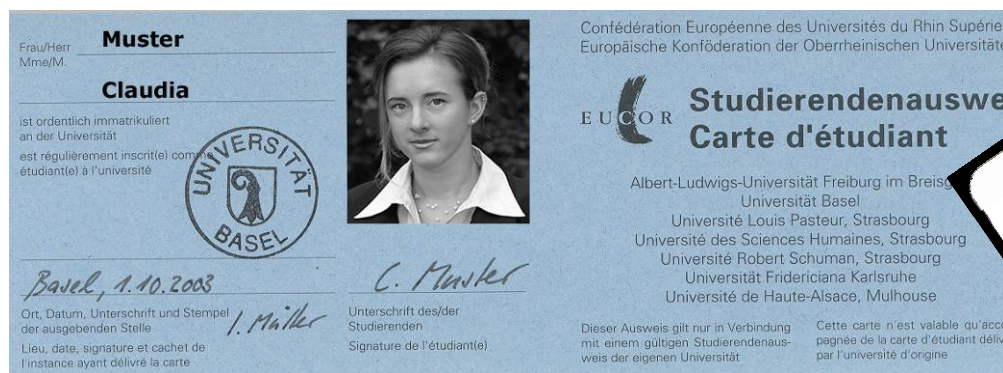 Frau/Herr Muster
Mme/M.
Claudia
ist ordentlich immatrikuliert
an der Universität
est régulièrement inscrit(e) comme
étudiant(e) à l'université
UNIVERSITÄT
BASEL
Basel, 1.10.2003
Ort, Datum, Unterschrift und Stempel
der ausgebenden Stelle
I. Müller
Lieu, date, signature et cachet de
l'instance ayant délivré la carte
C. Muster
Unterschrift des/der
Studierenden
Signature de l'étudiant(e)
Confédération Européenne des Universités du Rhin Supérie
Europäische Konföderation der Oberrheinischen Universitäte
EUCOR
Studierendenauswe
Carte d'étudiant
Albert-Ludwigs-Universität Freiburg im Breisg
Universität Basel
Université Louis Pasteur, Strasbourg
Université des Sciences Humaines, Strasbourg
Université Robert Schuman, Strasbourg
Universität Fridericiana Karlsruhe
Université de Haute-Alsace, Mulhouse
Dieser Ausweis gilt nur in Verbindung
mit einem gültigen Studierendenaus-
weis der eigenen Universität
Cette carte n'est valable qu'acco
pagnée de la carte d'étudiant déliv
par l'université d'origine